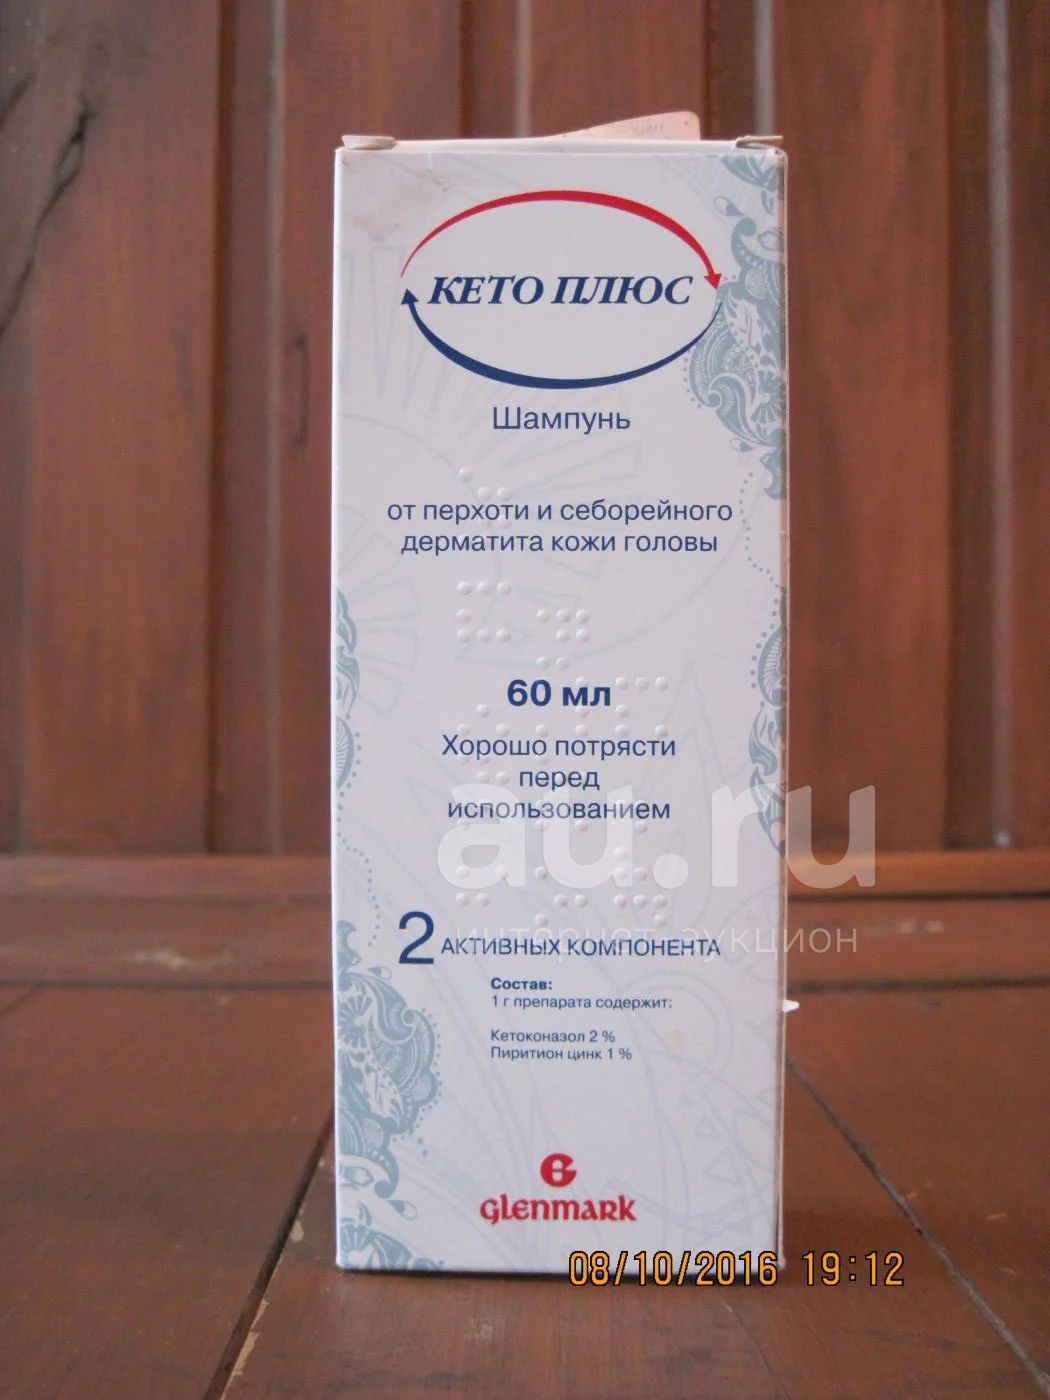 КЕТО ПЛЮС
Шампунь
от перхоти и себорейного
дерматита кожи головы
60 мл
Хорошо потрясти
перед
использованием
au.ru
интернет аукцион
2 АКТИВНЫХ КОМПОНЕНТА
Состав:
1 г препарата содержит:
Кетоконазол 2 %
Пиритион цинк 1 %
Glenmark
08/10/2016 19:12